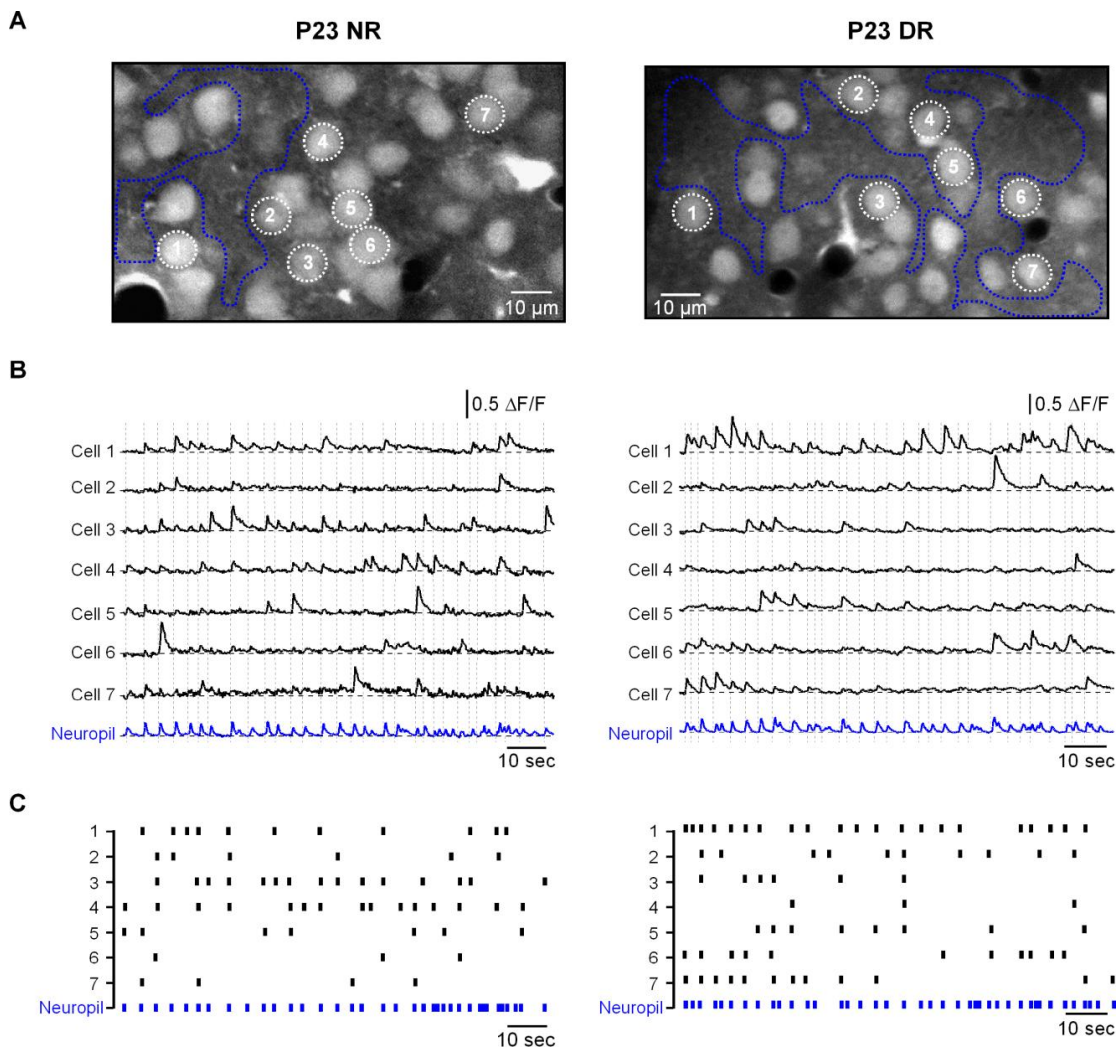 A
P23 NR
P23 DR
1
2
3
4
5
6
7
10 µm
1
2
3
4
5
6
7
10 µm
B
0.5 ΔF/F
Cell 1
Cell 2
Cell 3
Cell 4
Cell 5
Cell 6
Cell 7
Neuropil
10 sec
0.5 ΔF/F
Cell 1
Cell 2
Cell 3
Cell 4
Cell 5
Cell 6
Cell 7
Neuropil
10 sec
C
1
2
3
4
5
6
7
Neuropil
10 sec
1
2
3
4
5
6
7
Neuropil
10 sec